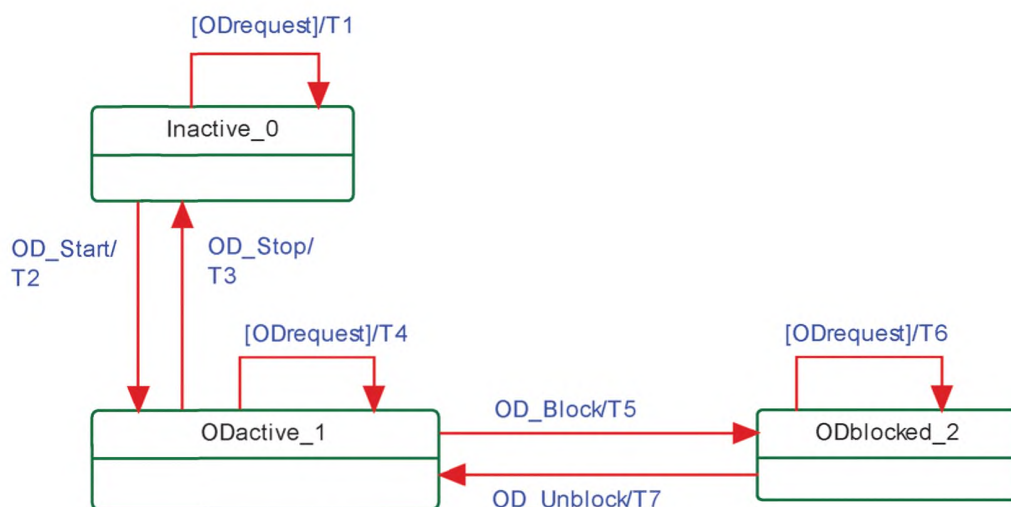 [ODrequest]/T1
Inactive_0
OD_Start/
T2
OD_Stop/
T3
[ODrequest]/T4
[ODrequest]/T6
ODactive_1
OD_Block/T5
ODblocked_2
OD_Unblock/T7